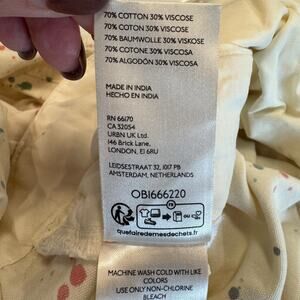 70% COTTON 30% VISCOSE
70% COTON 30% VISCOSE
70% BAUMWOLLE 30% VISKOSE
70% COTONE 30% VISCOSA
70% ALGODÓN 30% VISCOSA
MADE IN INDIA
HECHO EN INDIA
RN 66170
CA 32054
URBN UK Ltd.
146 Brick Lane,
LONDON, E1 6RU
LEIDSESTRAAT 32, 1017 PB
AMSTERDAM, NETHERLANDS
OB1666220
FR
quefairedemesdechets.fr
MACHINE WASH COLD WITH LIKE
COLORS
USE ONLY NON-CHLORINE
BLEACH